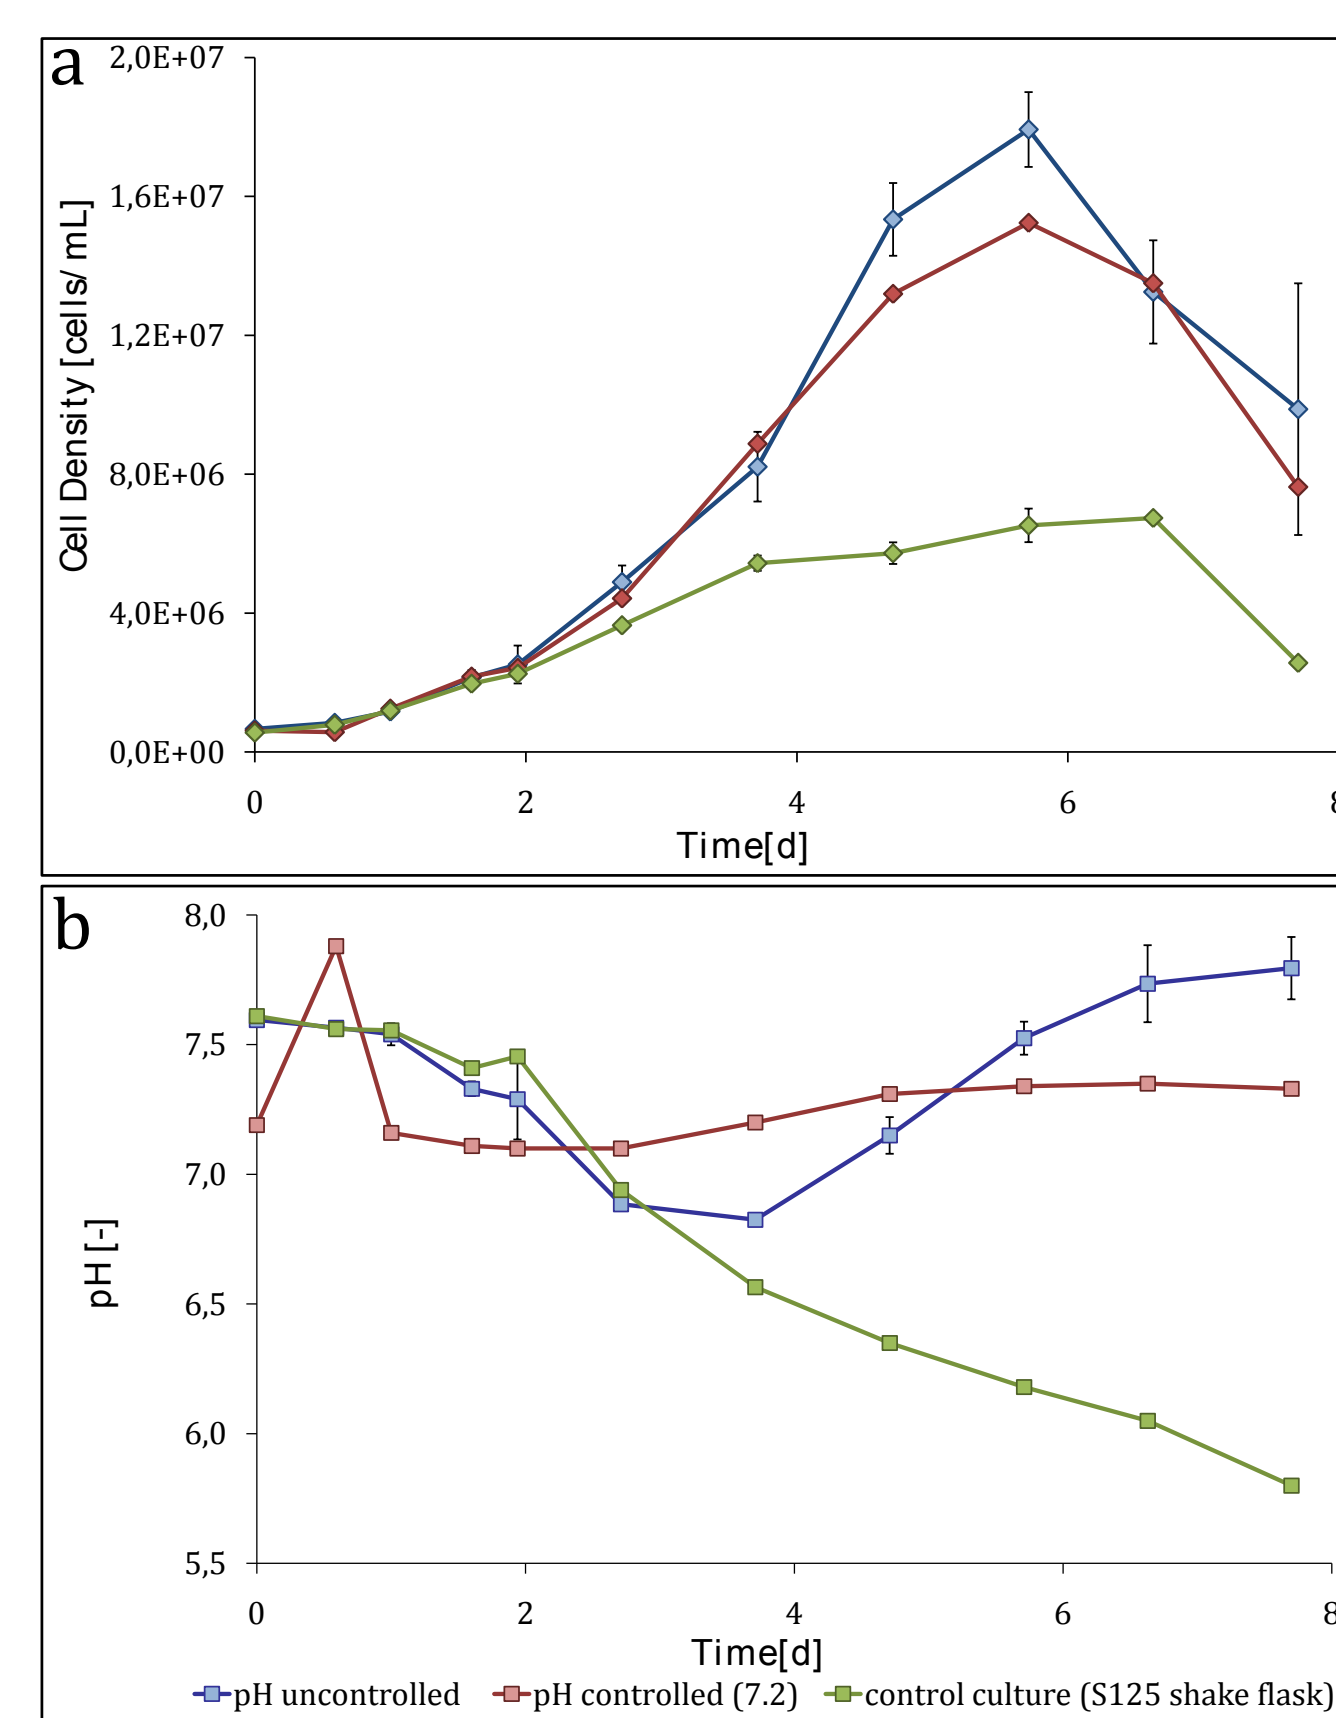 a
2,0E+07
1,6E+07
1,2E+07
8,0E+06
4,0E+06
0,0E+00
Cell Density [cells/ mL]
0 2 4 6 8
Time[d]
b
8,0
7,5
7,0
6,5
6,0
5,5
pH [-]
0 2 4 6 8
Time[d]
pH uncontrolled pH controlled (7.2) control culture (S125 shake flask)